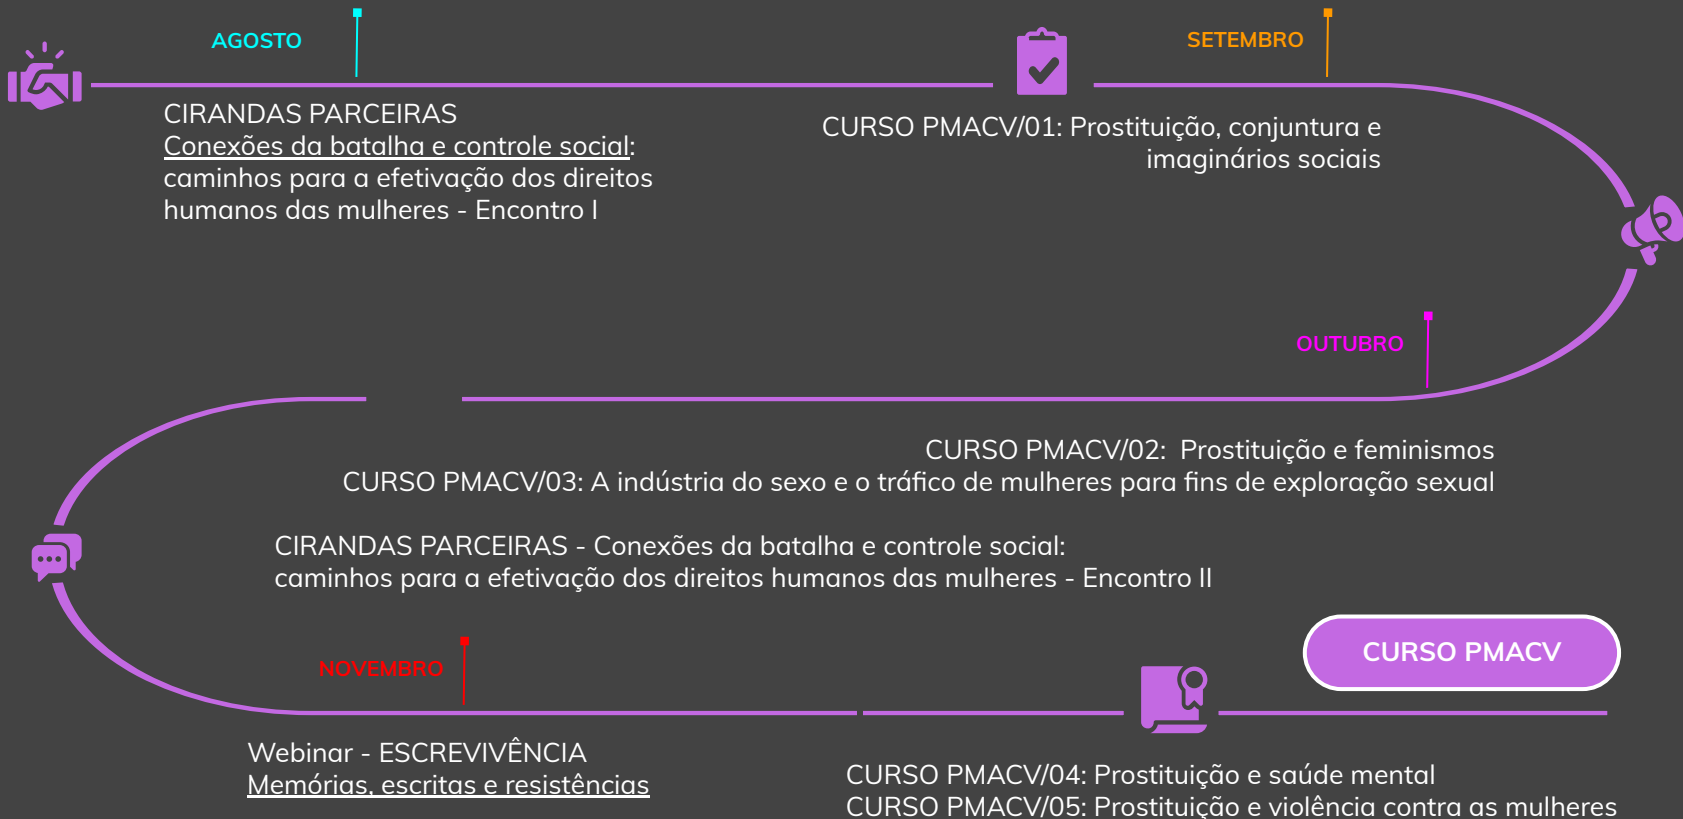 AGOSTO
CIRANDAS PARCEIRAS
Conexões da batalha e controle social:
caminhos para a efetivação dos direitos
humanos das mulheres - Encontro I
SETEMBRO
CURSO PMACV/01: Prostituição, conjuntura e
imaginários sociais
OUTUBRO
CURSO PMACV/02: Prostituição e feminismos
CURSO PMACV/03: A indústria do sexo e o tráfico de mulheres para fins de exploração sexual
CIRANDAS PARCEIRAS - Conexões da batalha e controle social:
caminhos para a efetivação dos direitos humanos das mulheres - Encontro II
NOVEMBRO
Webinar - ESCREVIVÊNCIA
Memórias, escritas e resistências
CURSO PMACV
CURSO PMACV/04: Prostituição e saúde mental
CURSO PMACV/05: Prostituição e violência contra as mulheres